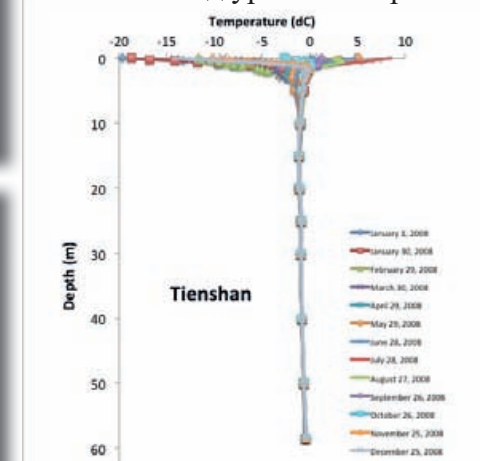 Temperature (dC)
-20 -15 -10 -5 0 5 10
0
10
20
30
40
50
60
Depth (m)
Tienshan
January 1, 2008
January 30, 2008
February 29, 2008
March 30, 2008
April 29, 2008
May 29, 2008
June 28, 2008
July 28, 2008
August 27, 2008
September 26, 2008
October 26, 2008
November 25, 2008
December 25, 2008